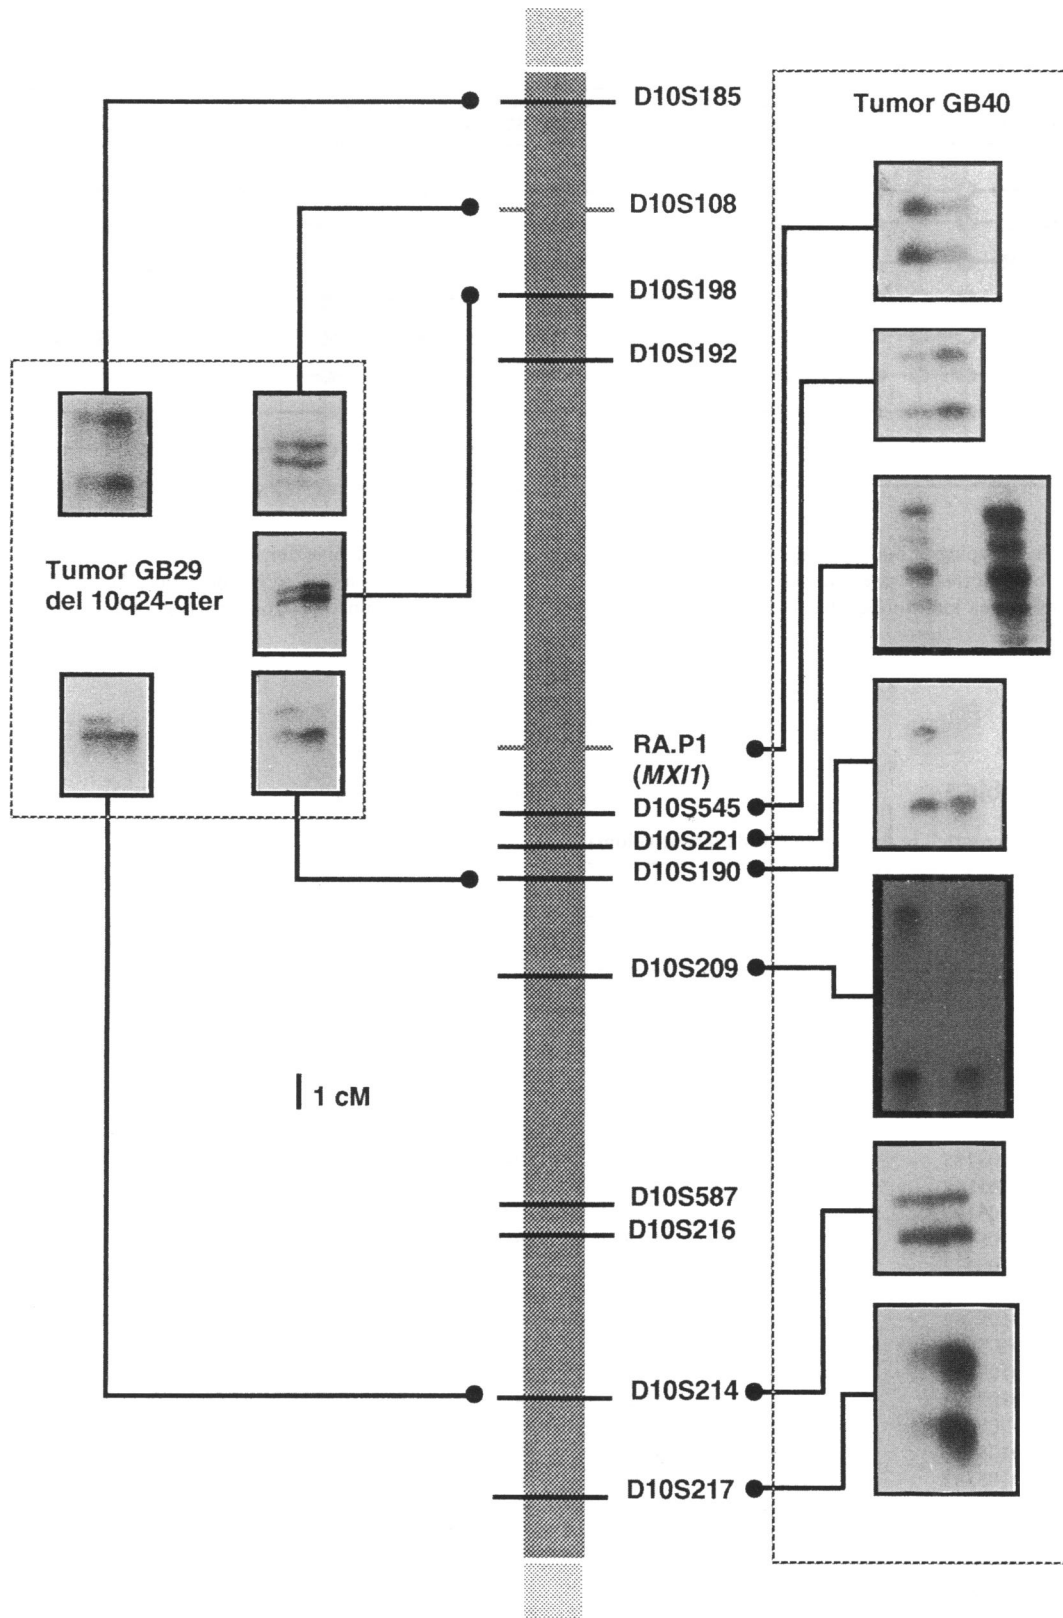 D10S185
Tumor GB40
D10S108
D10S198
D10S192
Tumor GB29
del 10q24-qter
RA.P1
(MXI1)
D10S545
D10S221
D10S190
D10S209
1 cM
D10S587
D10S216
D10S214
D10S217